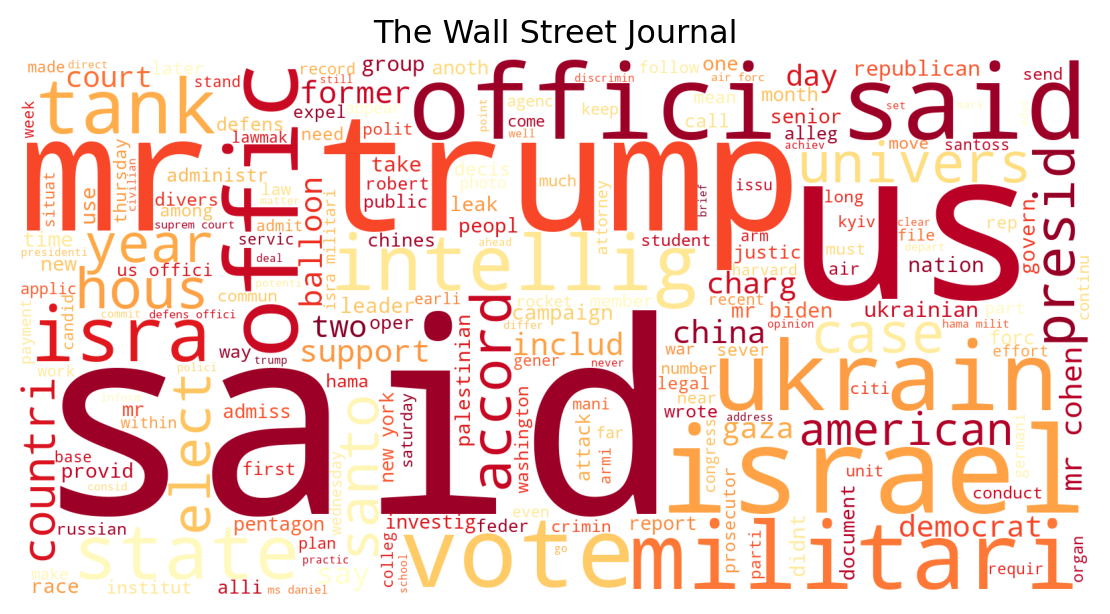 The Wall Street Journal
made
direct
later
court
stand
record
still
group
anoth
former
expel
tank
week
defens
lawmak
need
polit
offici said
discrimin
agenc
come
well
point
keep
follow
mean
call
air forc
one
month
day
republican
send
set
senior
alleg
achiev
move
santoss
mr trump
us
offic
administr
thursday
civilian
situat
use
among
divers
suprem court
law
matter
admit
servic
deal
take
robert
public
decis
photo
leak
peopl
much
attorney
student
issu
brief
arm
justic
harvard
univers
long
kyiv
clear
file
must
air
depart
rep
nation
govern
president
time
presidenti
new
year
us offici
balloon
isra militari
chines
ahead
intellig
potenti
leader
earli
rocket
member
campaign
recent
charg
mr biden
opinion
ukrainian
part
hama milit
continu
applic
hous
commun
commit
defens offici
candid
payment
isra
way
trump
two
oper
support
differ
includ
gener
never
war
sever
china
case
forc
effort
number
legal
near
wrote
citi
ukrain
mr cohen
countri
work
polici
mr
within
elect
admiss
hama
new york
santo
saturday
accord
palestinian
washington
attack
mani
far
armi
congress
address
gaza
american
germani
said
israel
base
provid
consid
first
inform
russian
pentagon
wednesday
investig
feder
even
crimin
report
prosecutor
parti
unit
conduct
document
didnt
democrat
state
make
race
institut
alli
plan
practic
ms daniel
say
colleg
school
vote
go
militari
requir
organ